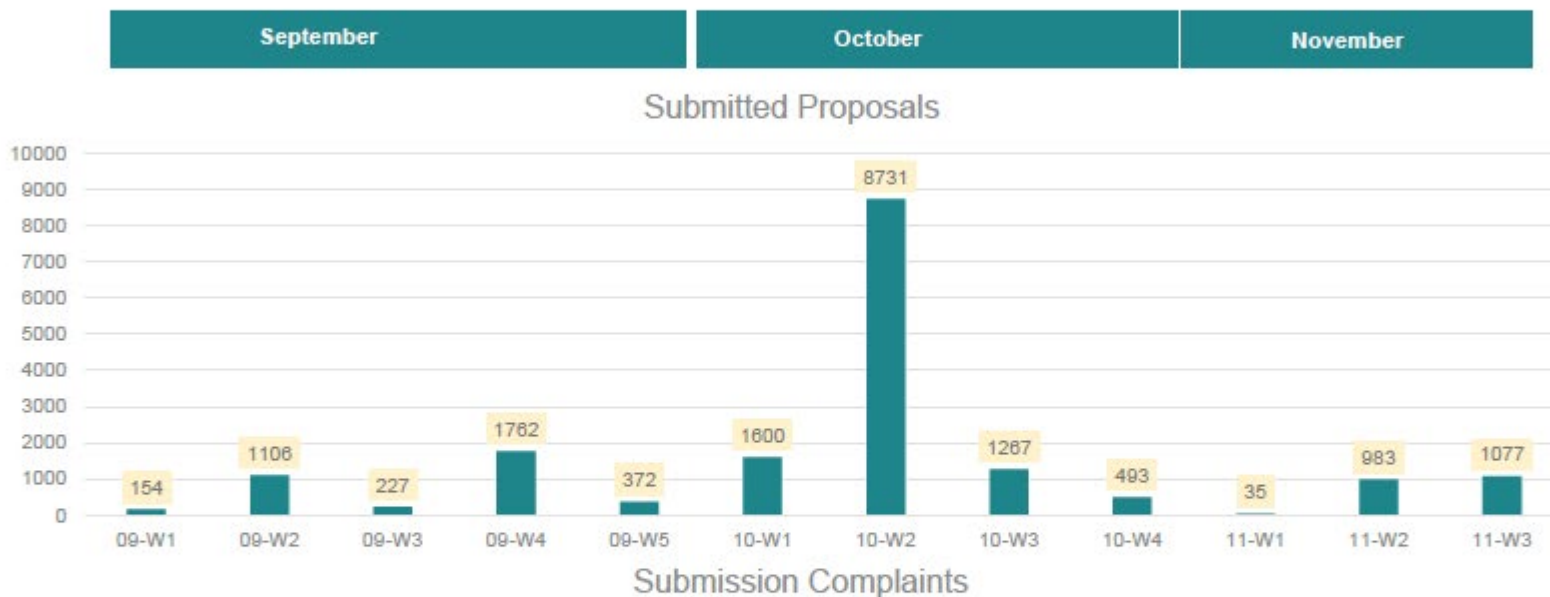 September October November
Submitted Proposals
10000
9000
8000
7000
6000
5000
4000
3000
2000
1000
0
154 1106 227 1762 372 1600 8731 1267 493 35 983 1077
09-W1 09-W2 09-W3 09-W4 09-W5 10-W1 10-W2 10-W3 10-W4 11-W1 11-W2 11-W3
Submission Complaints